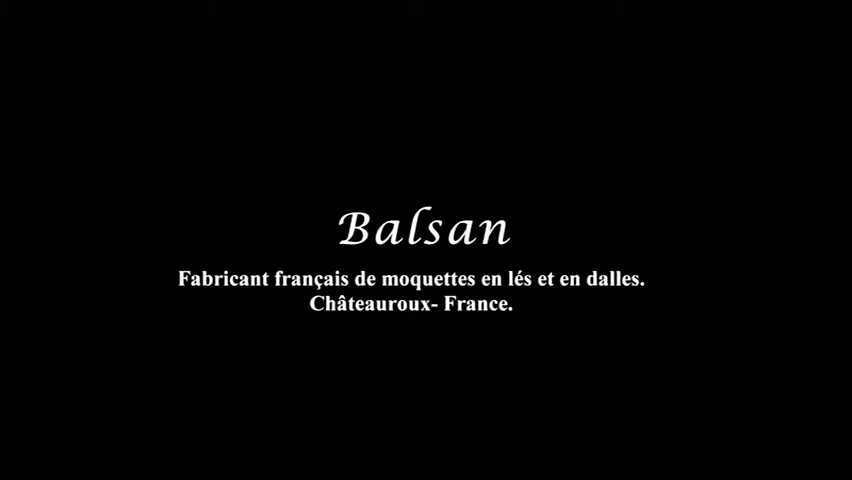 Balsan
Fabricant français de moquettes en lés et en dalles.
Châteauroux- France.